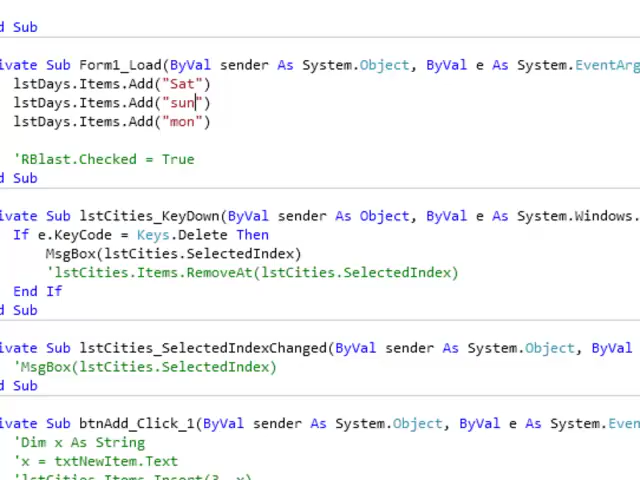 d Sub
ivate Sub Form1_Load(ByVal sender As System.Object, ByVal e As System.EventArg
lstDays.Items.Add("Sat")
lstDays.Items.Add("sun")
lstDays.Items.Add("mon")
'RBlast.Checked = True
d Sub
ivate Sub lstCities_KeyDown(ByVal sender As Object, ByVal e As System.Windows.
If e.KeyCode = Keys.Delete Then
MsgBox(lstCities.SelectedIndex)
'lstCities.Items.RemoveAt(lstCities.SelectedIndex)
End If
d Sub
ivate Sub lstCities_SelectedIndexChanged(ByVal sender As System.Object, ByVal
'MsgBox(lstCities.SelectedIndex)
d Sub
ivate Sub btnAdd_Click_1(ByVal sender As System.Object, ByVal e As System.Even
'Dim x As String
'x = txtNewItem.Text
'lstCities.Items.Insert(3, x)